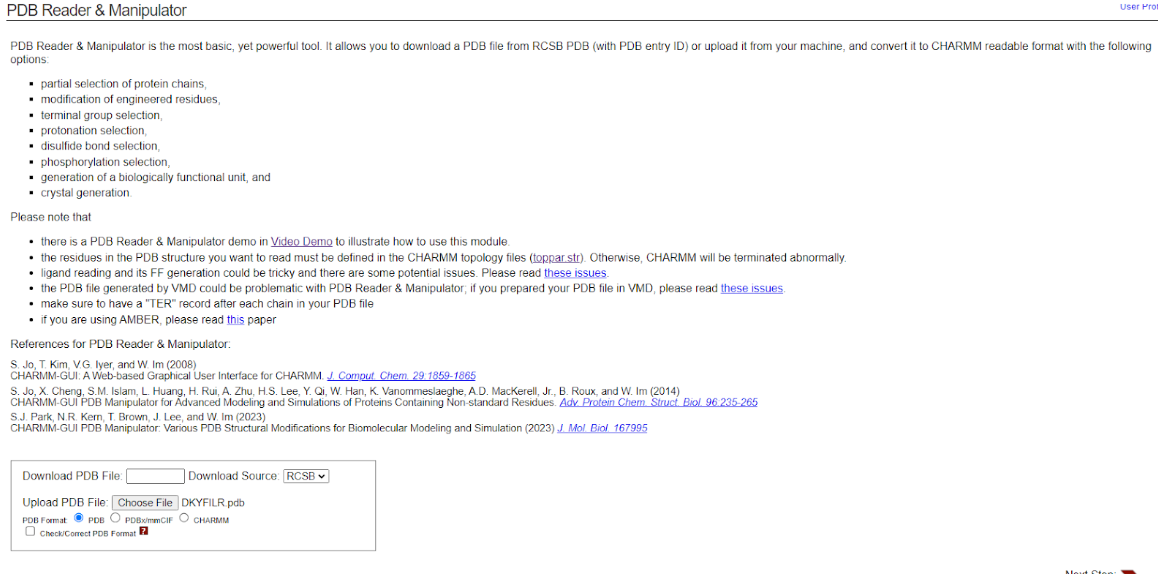 PDB Reader & Manipulator
User Prof
PDB Reader & Manipulator is the most basic, yet powerful tool. It allows you to download a PDB file from RCSB PDB (with PDB entry ID) or upload it from your machine, and convert it to CHARMM readable format with the following
options:
partial selection of protein chains,
modification of engineered residues,
terminal group selection,
protonation selection,
disulfide bond selection,
phosphorylation selection,
generation of a biologically functional unit, and
crystal generation.
Please note that
there is a PDB Reader & Manipulator demo in Video Demo to illustrate how to use this module.
the residues in the PDB structure you want to read must be defined in the CHARMM topology files (toppar.str). Otherwise, CHARMM will be terminated abnormally.
ligand reading and its FF generation could be tricky and there are some potential issues. Please read these issues.
the PDB file generated by VMD could be problematic with PDB Reader & Manipulator; if you prepared your PDB file in VMD, please read these issues.
make sure to have a "TER" record after each chain in your PDB file
if you are using AMBER, please read this paper
References for PDB Reader & Manipulator:
S. Jo, T. Kim, V.G. Iyer, and W. Im (2008)
CHARMM-GUI: A Web-based Graphical User Interface for CHARMM. J. Comput. Chem. 29:1859-1865
S. Jo, X. Cheng, S.M. Islam, L. Huang, H. Rui, A. Zhu, H.S. Lee, Y. Qi, W. Han, K. Vanommeslaeghe, A.D. MacKerell, Jr., B. Roux, and W. Im (2014)
CHARMM-GUI PDB Manipulator for Advanced Modeling and Simulations of Proteins Containing Non-standard Residues. Adv. Protein Chem. Struct. Biol. 96:235-265
S.J. Park, N.R. Kern, T. Brown, J. Lee, and W. Im (2023)
CHARMM-GUI PDB Manipulator: Various PDB Structural Modifications for Biomolecular Modeling and Simulation (2023) J. Mol. Biol. 167995
Download PDB File: Download Source: RCSB
Upload PDB File: Choose File DKYFILR.pdb
PDB Format: PDB PDBx/mmCIF CHARMM
Check/Correct PDB Format ?
Next Step: